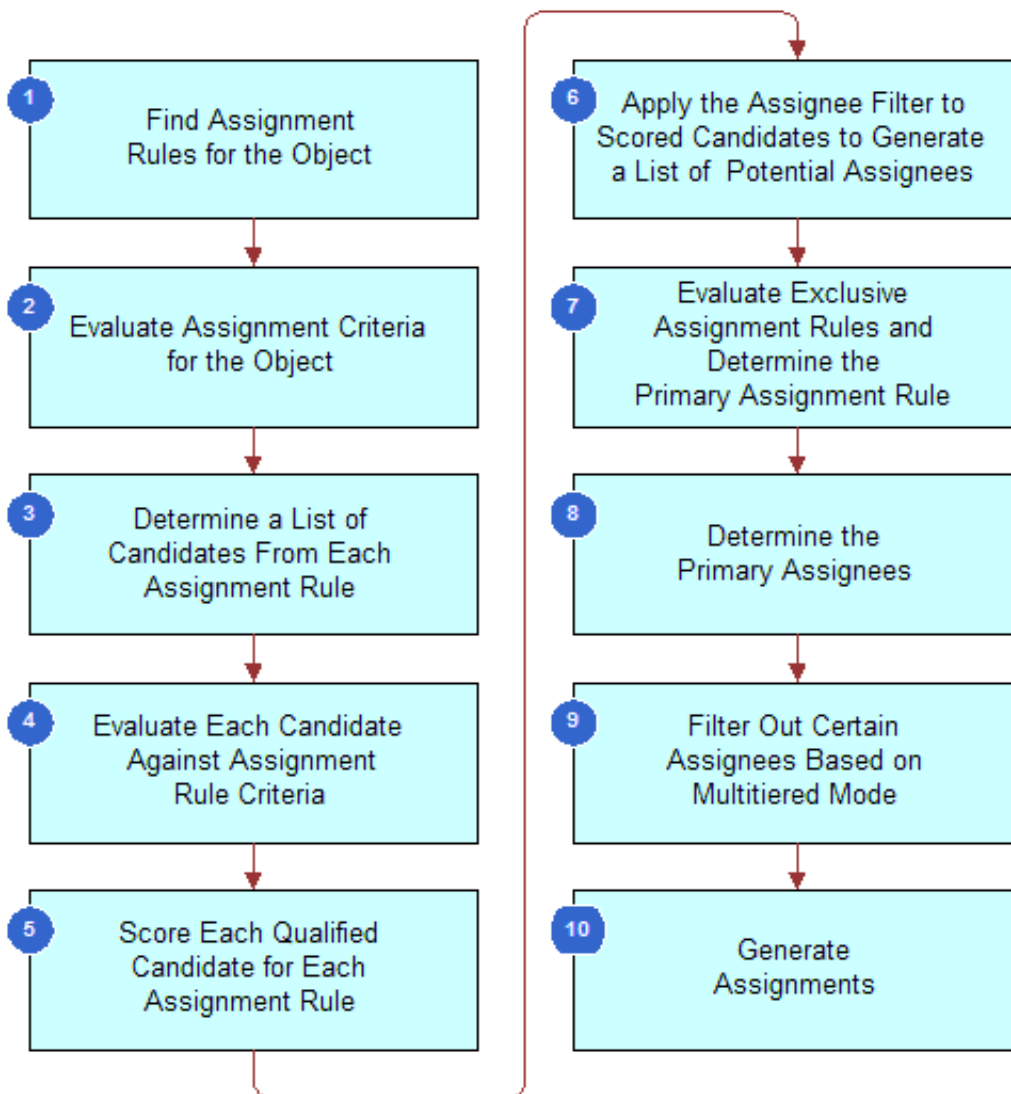 1
Find Assignment
Rules for the Object
2
Evaluate Assignment Criteria
for the Object
3
Determine a List of
Candidates From Each
Assignment Rule
4
Evaluate Each Candidate
Against Assignment
Rule Criteria
5
Score Each Qualified
Candidate for Each
Assignment Rule
6
Apply the Assignee Filter to
Scored Candidates to Generate
a List of Potential Assignees
7
Evaluate Exclusive
Assignment Rules and
Determine the
Primary Assignment Rule
8
Determine the
Primary Assignees
9
Filter Out Certain
Assignees Based on
Multitiered Mode
10
Generate
Assignments